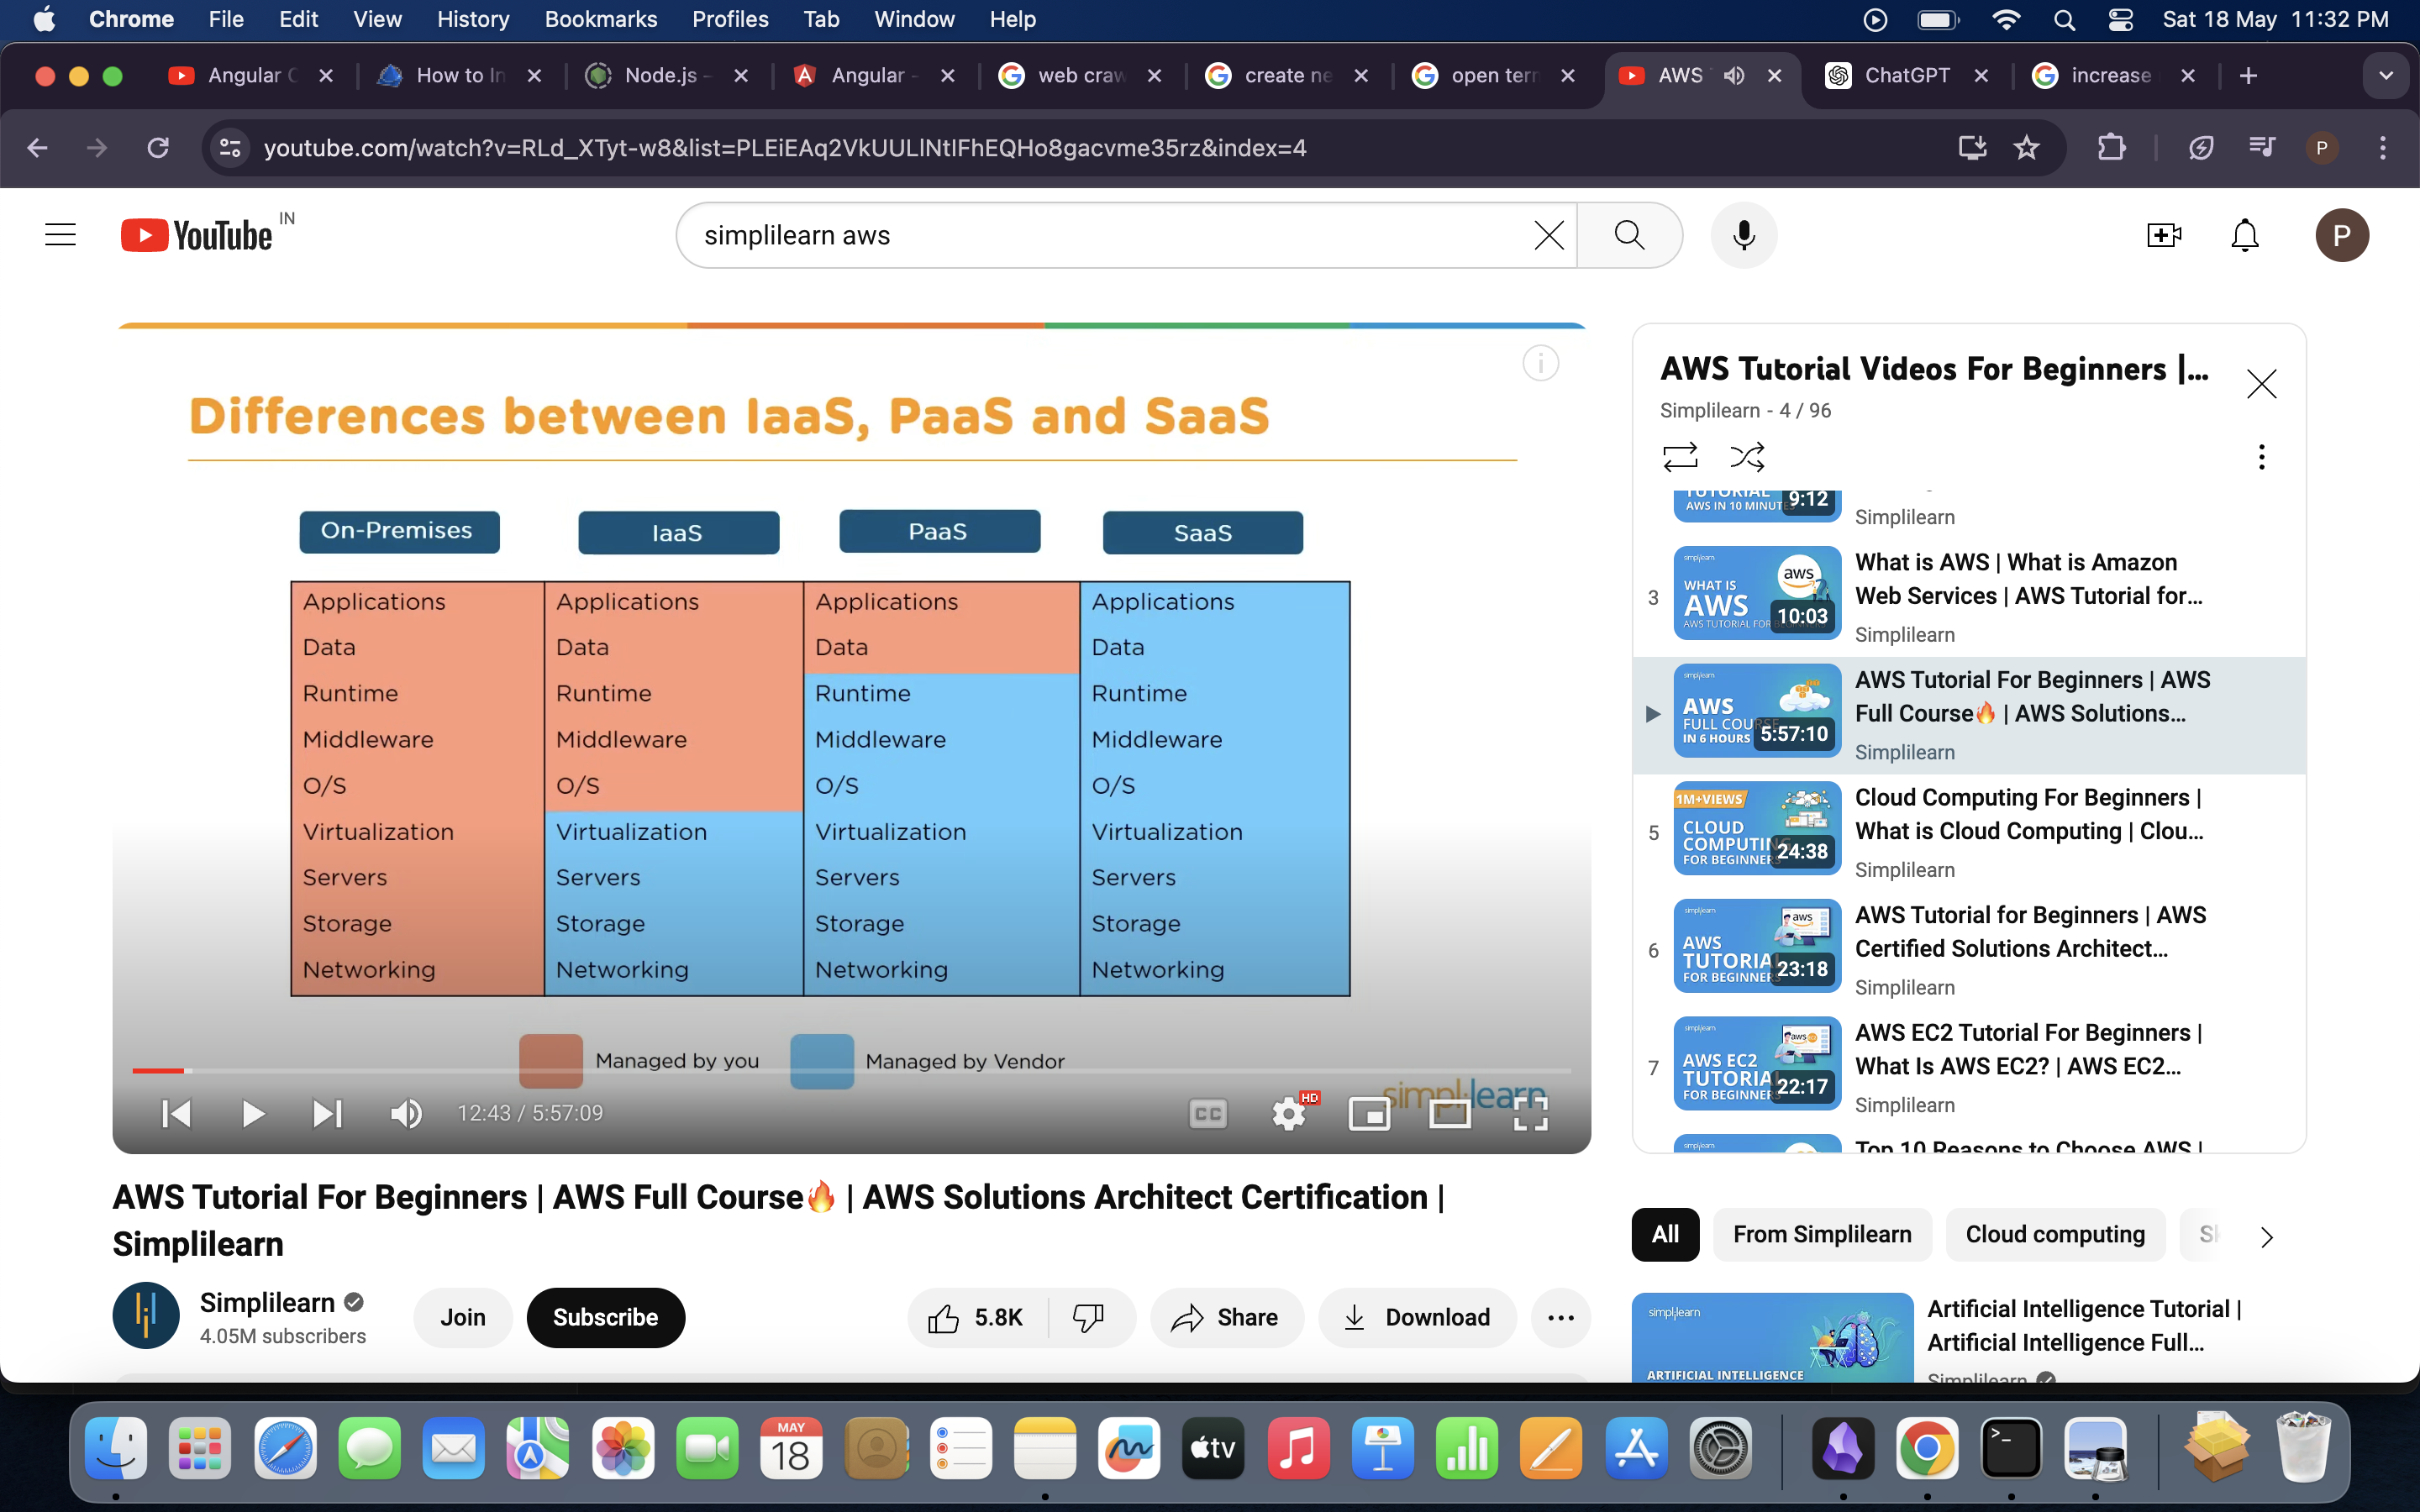 Chrome File Edit View History Bookmarks Profiles Tab Window Help Sat 18 May 11:32 PM
Angular How to In Node.js - Angular - web craw create ne open tern AWS ChatGPT increase
youtube.com/watch?v=RLd_XTyt-w8&list=PLEiEAq2VkUULlNtIFhEQHo8gacvme35rz&index=4 P
YouTube IN simplilearn aws P
Differences between IaaS, PaaS and SaaS
On-Premises IaaS PaaS SaaS
Applications Applications Applications Applications
Data Data Data Data
Runtime Runtime Runtime Runtime
Middleware Middleware Middleware Middleware
O/S O/S O/S O/S
Virtualization Virtualization Virtualization Virtualization
Servers Servers Servers Servers
Storage Storage Storage Storage
Networking Networking Networking Networking
Managed by you Managed by Vendor
simplilearn
12:43 / 5:57:09 CC HD
AWS Tutorial For Beginners | AWS Full Course🔥 | AWS Solutions Architect Certification |
Simplilearn
Simplilearn
4.05M subscribers
Join Subscribe 5.8K Share Download
AWS Tutorial Videos For Beginners |...
Simplilearn - 4 / 96
TUTORIAL
AWS IN 10 MINUTES 9:12
Simplilearn
3
simplilearn
WHAT IS
AWS
AWS TUTORIAL FOR
aws
10:03
What is AWS | What is Amazon
Web Services | AWS Tutorial for...
Simplilearn
simplilearn
AWS
FULL COURSE
IN 6 HOURS
5:57:10
AWS Tutorial For Beginners | AWS
Full Course🔥 | AWS Solutions...
Simplilearn
5
1M+VIEWS
CLOUD
COMPUTING
FOR BEGINNERS
24:38
Cloud Computing For Beginners |
What is Cloud Computing | Clou...
Simplilearn
6
simplilearn
aws
AWS
TUTORIAL
FOR BEGINNERS
23:18
AWS Tutorial for Beginners | AWS
Certified Solutions Architect...
Simplilearn
7
simplilearn
aws
AWS EC2
TUTORIAL
FOR BEGINNERS
22:17
AWS EC2 Tutorial For Beginners |
What Is AWS EC2? | AWS EC2...
Simplilearn
simplilearn
Top 10 Reasons to Choose AWS |
All From Simplilearn Cloud computing
simplilearn
ARTIFICIAL INTELLIGENCE
Artificial Intelligence Tutorial |
Artificial Intelligence Full...
Simplilearn
MAY
18
tv